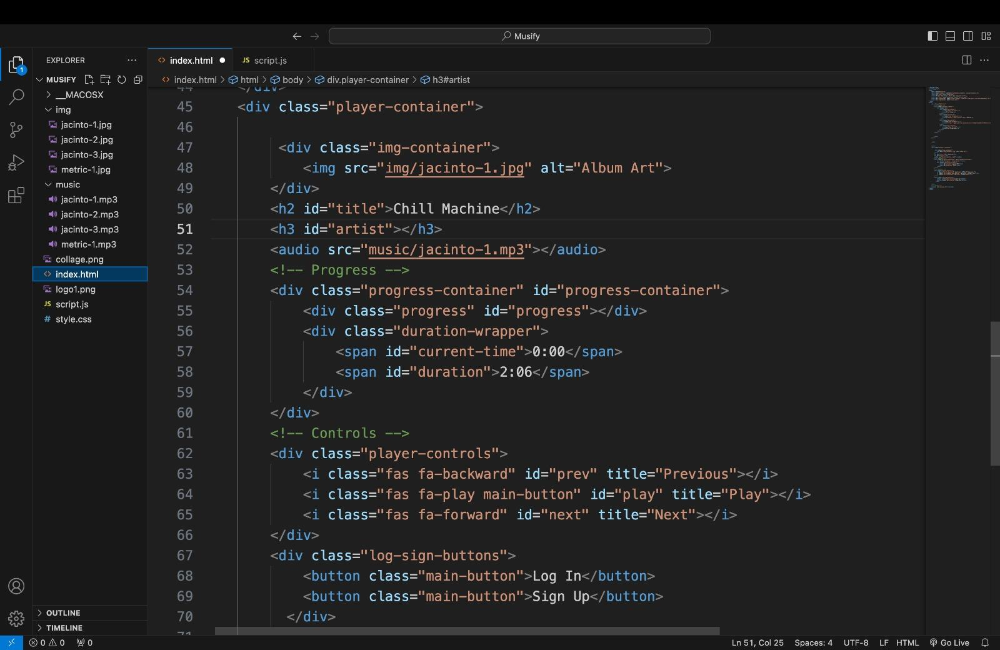 Musify
EXPLORER
index.html
JS script.js
1
MUSIFY
index.html > html > body > div.player-container > h3#artist
__MACOSX
img
jacinto-1.jpg
jacinto-2.jpg
jacinto-3.jpg
metric-1.jpg
music
jacinto-1.mp3
jacinto-2.mp3
jacinto-3.mp3
metric-1.mp3
collage.png
index.html
logo1.png
JS script.js
# style.css
OUTLINE
TIMELINE
44 </div>
45 <div class="player-container">
46
47 <div class="img-container">
48 <img src="img/jacinto-1.jpg" alt="Album Art">
49 </div>
50 <h2 id="title">Chill Machine</h2>
51 <h3 id="artist"></h3>
52 <audio src="music/jacinto-1.mp3"></audio>
53 <!-- Progress -->
54 <div class="progress-container" id="progress-container">
55 <div class="progress" id="progress"></div>
56 <div class="duration-wrapper">
57 <span id="current-time">0:00</span>
58 <span id="duration">2:06</span>
59 </div>
60 </div>
61 <!-- Controls -->
62 <div class="player-controls">
63 <i class="fas fa-backward" id="prev" title="Previous"></i>
64 <i class="fas fa-play main-button" id="play" title="Play"></i>
65 <i class="fas fa-forward" id="next" title="Next"></i>
66 </div>
67 <div class="log-sign-buttons">
68 <button class="main-button">Log In</button>
69 <button class="main-button">Sign Up</button>
70 </div>
71
0 0 0
Ln 51, Col 25 Spaces: 4 UTF-8 LF HTML Go Live